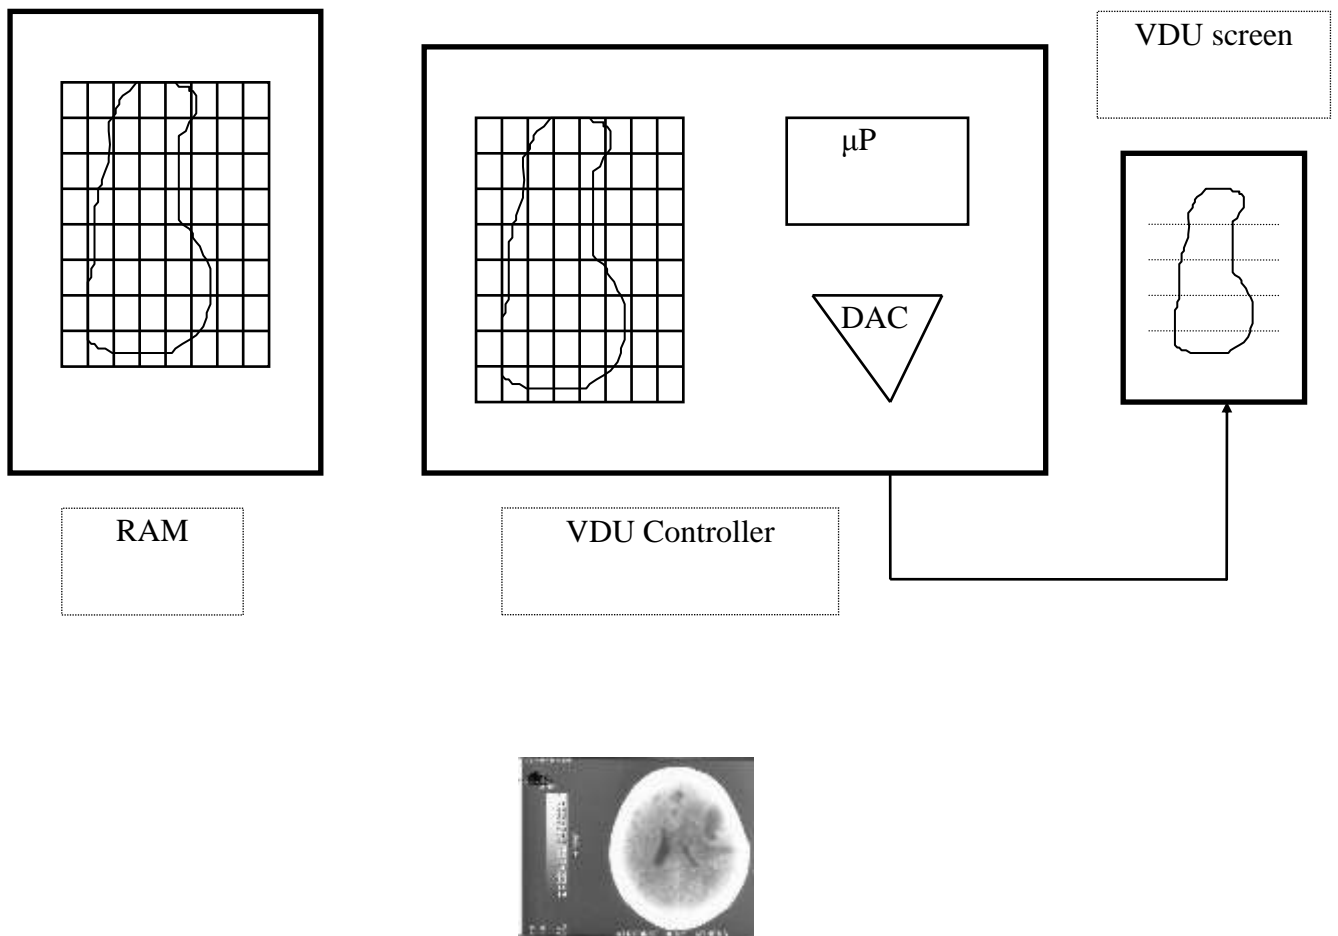 VDU screen
μP
DAC
RAM
VDU Controller